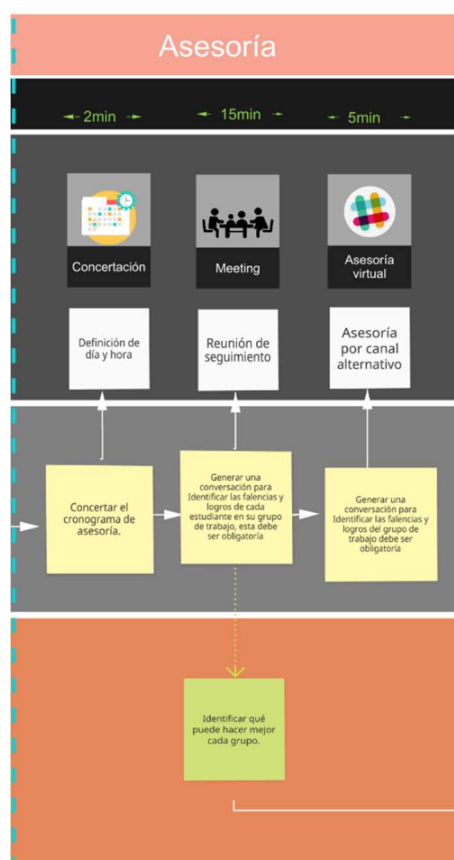 Asesoría
2min
15min
5min
Concertación
Meeting
Asesoría
virtual
Definición de
día y hora
Reunión de
seguimiento
Asesoría
por canal
alternativo
Concertar el
cronograma de
asesoría.
Generar una
conversación para
Identificar las falencias y
logros de cada
estudiante en su grupo
de trabajo, esta debe
ser obligatoría
Generar una
conversación para
Identificar las falencias y
logros del grupo de
trabajo debe ser
obligatoría
Identificar qué
puede hacer mejor
cada grupo.